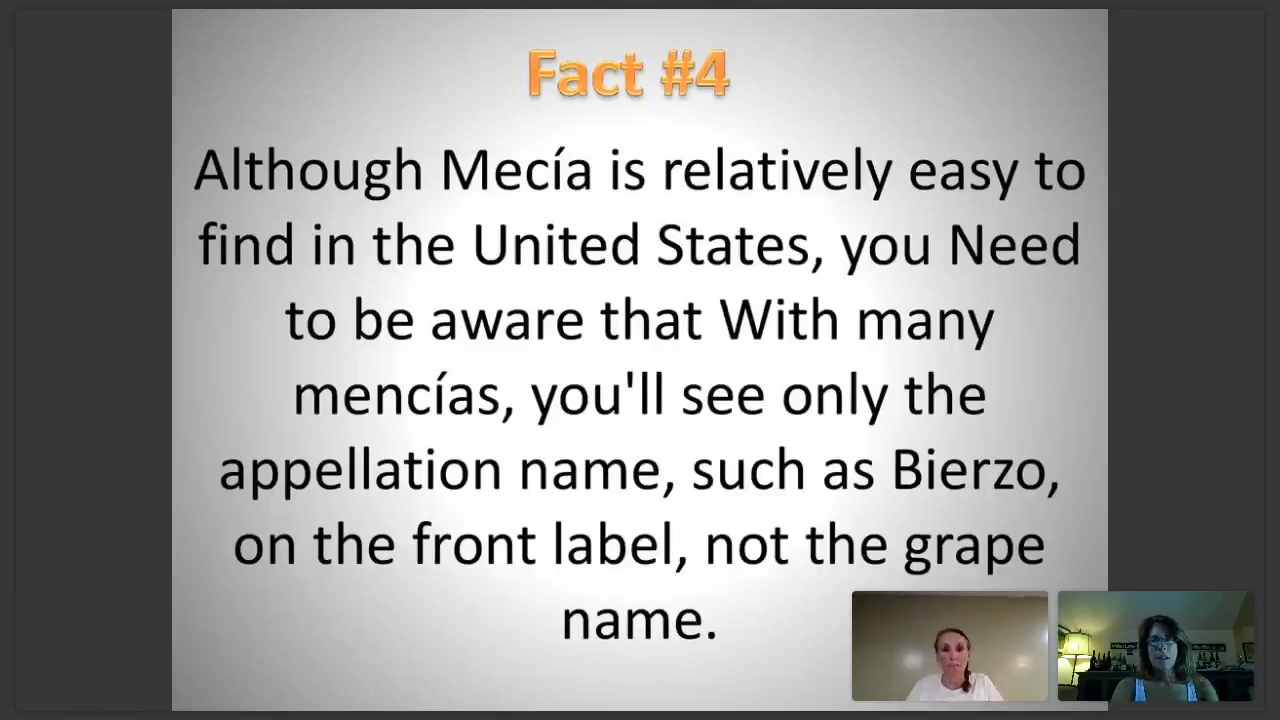 Fact #4
Although Mecía is relatively easy to
find in the United States, you Need
to be aware that With many
mencías, you'll see only the
appellation name, such as Bierzo,
on the front label, not the grape
name.